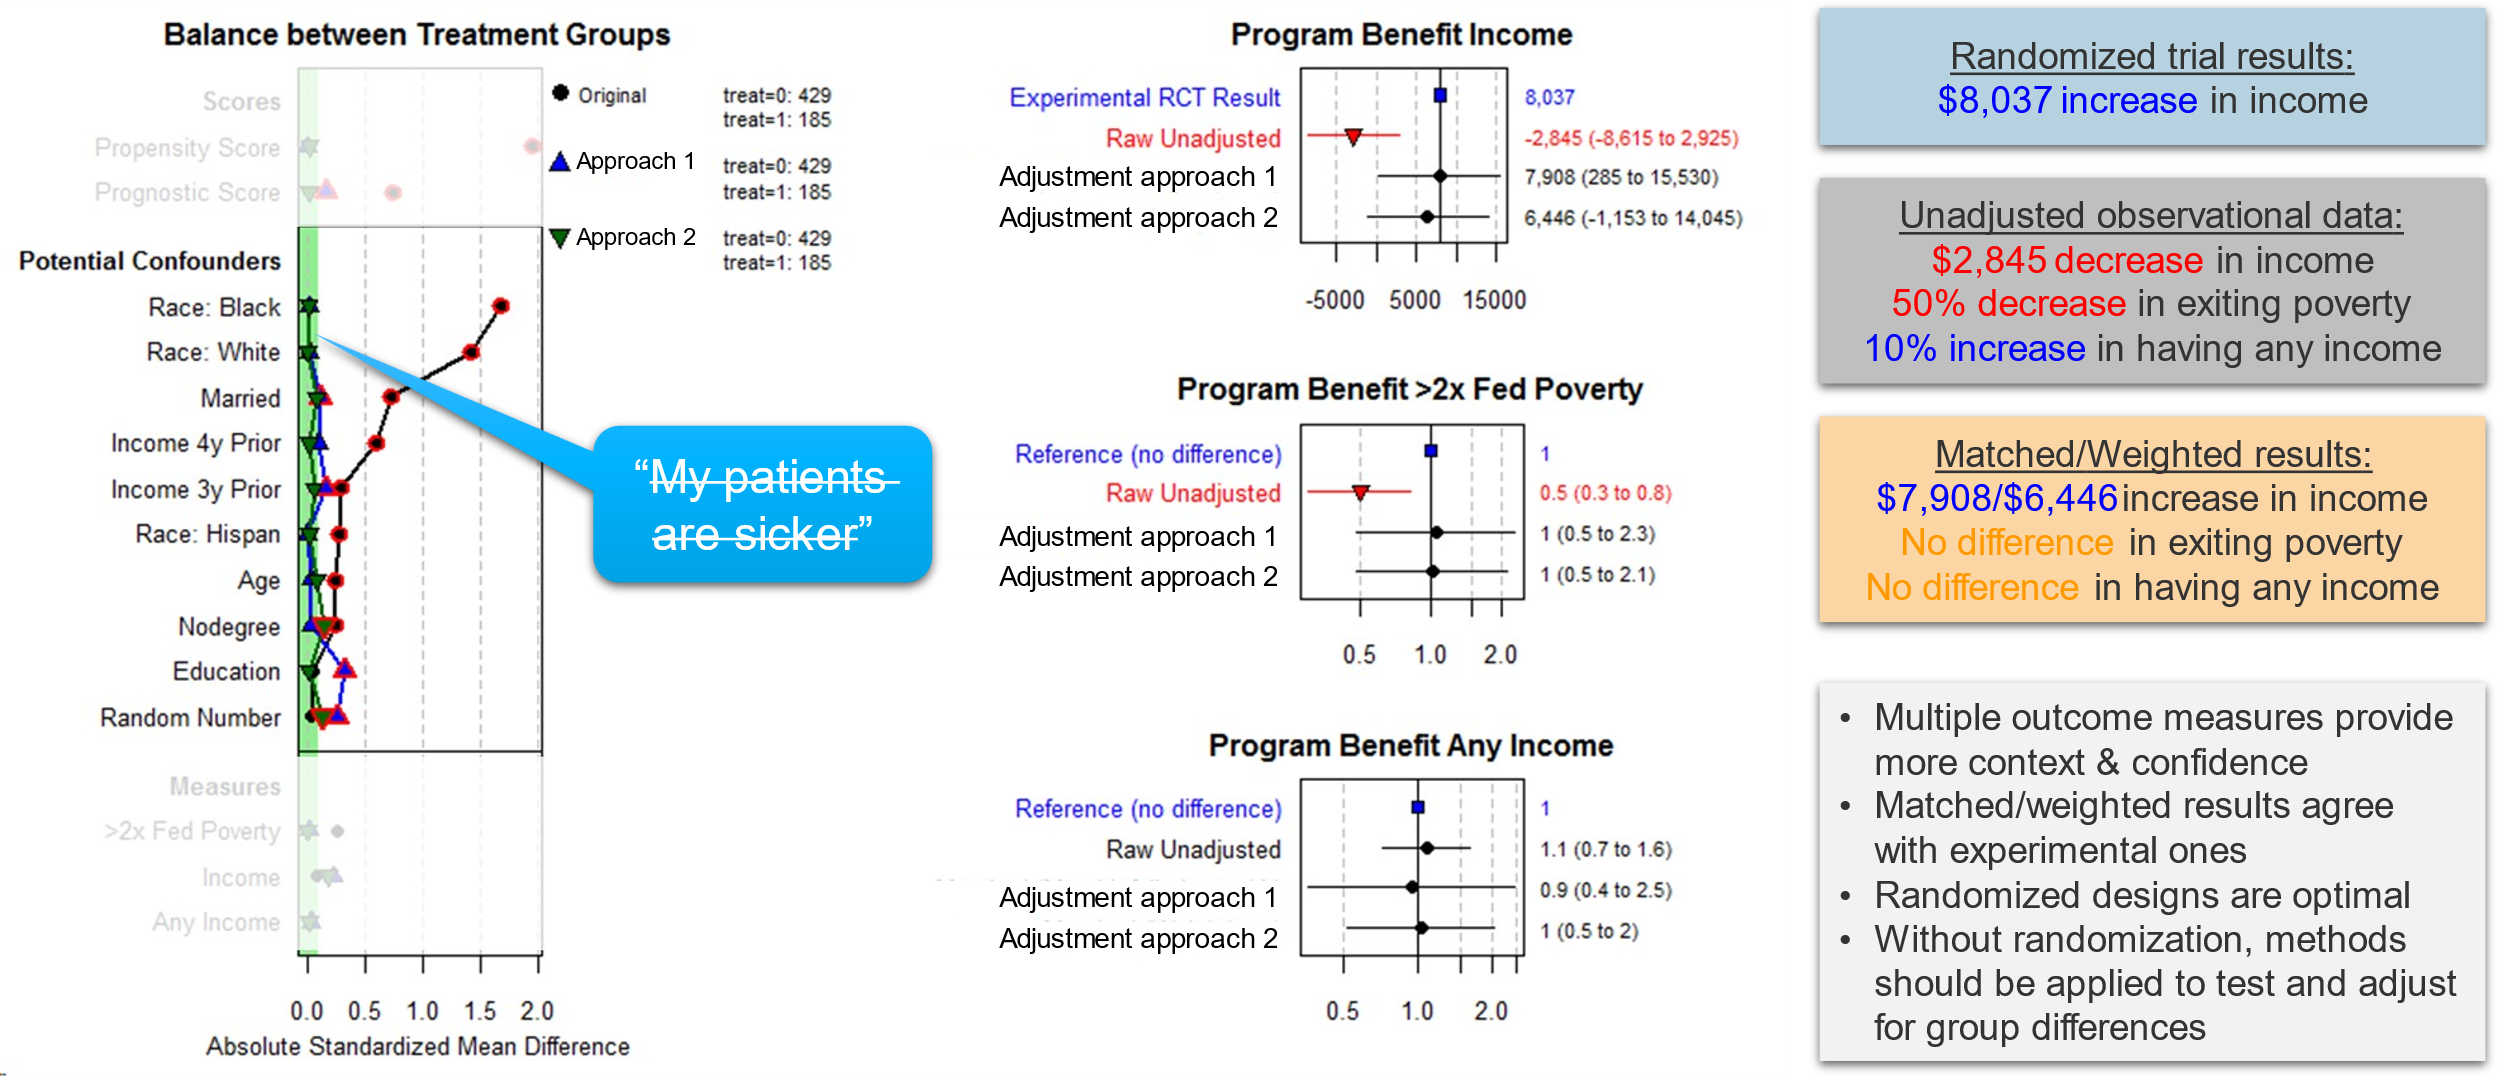 Balance between Treatment Groups
Scores
Propensity Score
Prognostic Score
Potential Confounders
Race: Black
Race: White
Married
Income 4y Prior
Income 3y Prior
Race: Hispan
Age
Nodegree
Education
Random Number
Measures
>2x Fed Poverty
Income
Any Income
0.0 0.5 1.0 1.5 2.0
Absolute Standardized Mean Difference
Original
treat=0: 429
treat=1: 185
Approach 1
treat=0: 429
treat=1: 185
Approach 2
treat=0: 429
treat=1: 185
“My patients
are sicker”
Program Benefit Income
Experimental RCT Result 8,037
Raw Unadjusted -2,845 (-8,615 to 2,925)
Adjustment approach 1 7,908 (285 to 15,530)
Adjustment approach 2 6,446 (-1,153 to 14,045)
-5000 5000 15000
Program Benefit >2x Fed Poverty
Reference (no difference) 1
Raw Unadjusted 0.5 (0.3 to 0.8)
Adjustment approach 1 1 (0.5 to 2.3)
Adjustment approach 2 1 (0.5 to 2.1)
0.5 1.0 2.0
Program Benefit Any Income
Reference (no difference) 1
Raw Unadjusted 1.1 (0.7 to 1.6)
Adjustment approach 1 0.9 (0.4 to 2.5)
Adjustment approach 2 1 (0.5 to 2)
0.5 1.0 2.0
Randomized trial results:
$8,037 increase in income
Unadjusted observational data:
$2,845 decrease in income
50% decrease in exiting poverty
10% increase in having any income
Matched/Weighted results:
$7,908/$6,446 increase in income
No difference in exiting poverty
No difference in having any income
• Multiple outcome measures provide
more context & confidence
• Matched/weighted results agree
with experimental ones
• Randomized designs are optimal
• Without randomization, methods
should be applied to test and adjust
for group differences